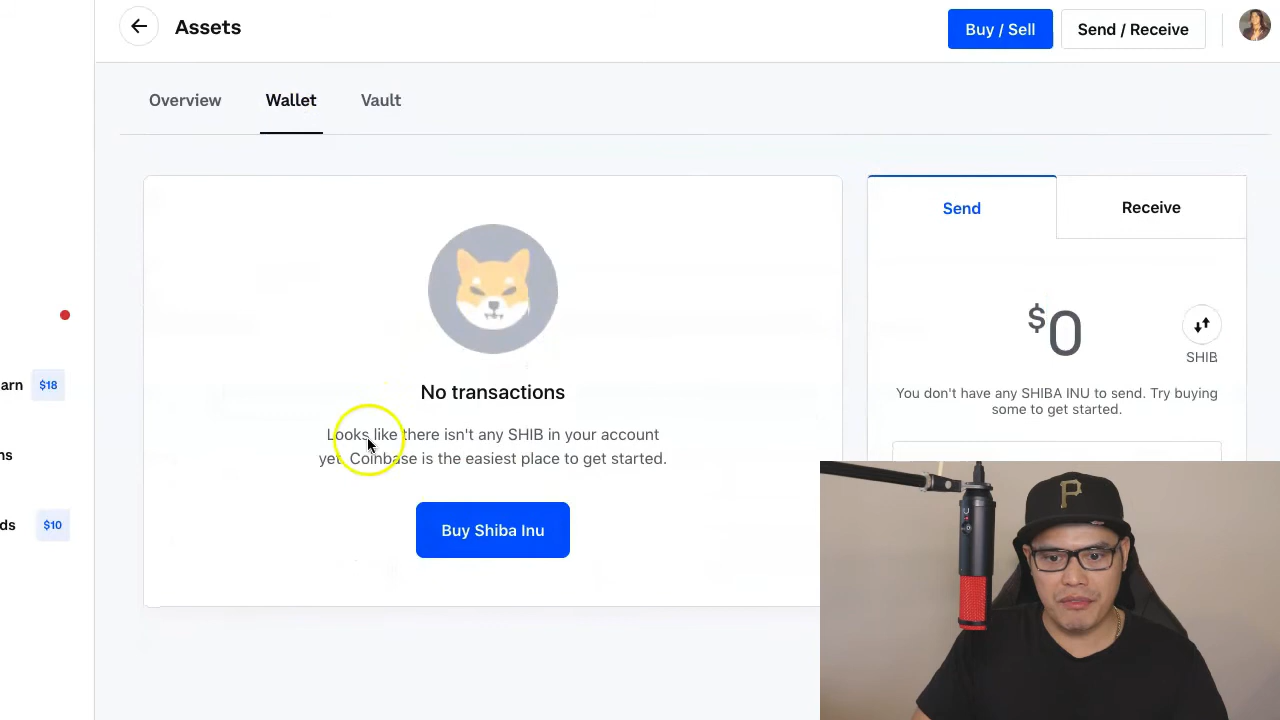 Assets
Buy / Sell
Send / Receive
Overview
Wallet
Vault
Send
Receive
$0
SHIB
You don't have any SHIBA INU to send. Try buying
some to get started.
No transactions
Looks like there isn't any SHIB in your account
yet. Coinbase is the easiest place to get started.
Buy Shiba Inu
arn
$18
ns
ds
$10
P